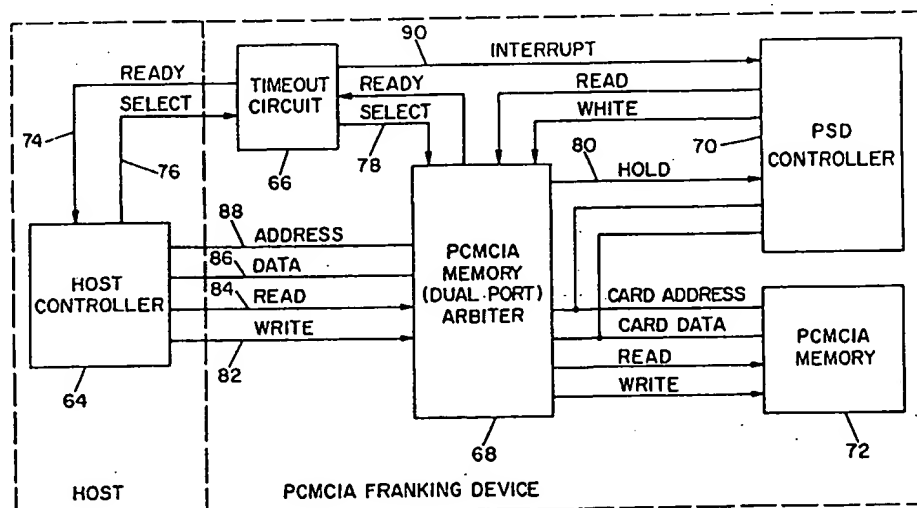 90
INTERRUPT
READY
TIMEOUT
CIRCUIT
READY
READ
SELECT
SELECT
WHITE
74
76
66
78
80
70
PSD
CONTROLLER
HOLD
88
ADDRESS
86
DATA
84
READ
WRITE
82
HOST
CONTROLLER
64
PCMCIA
MEMORY
(DUAL PORT)
ARBITER
68
CARD ADDRESS
CARD DATA
READ
WRITE
PCMCIA
MEMORY
72
HOST
PCMCIA FRANKING DEVICE